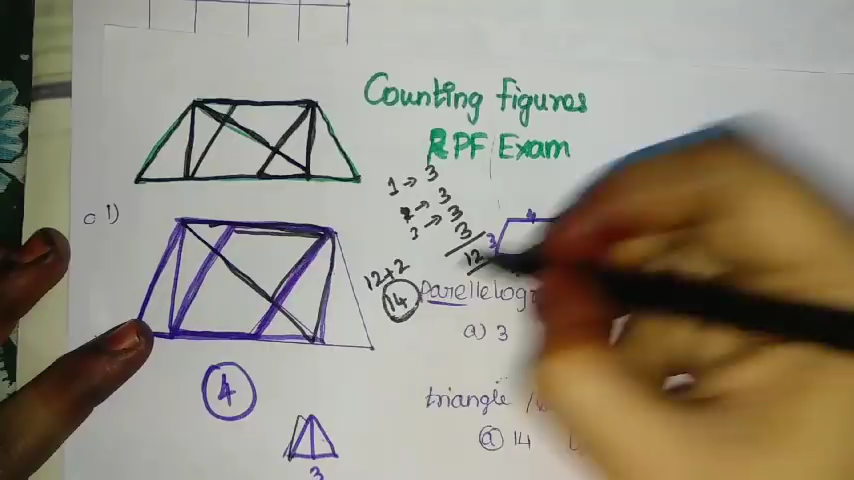 Counting figures
RPF Exam
1 → 3
2 → 3
3 → 3
3
12
c 1)
3
12+2
14
Parellelogr
a) 3
4
triangle
a 14
3